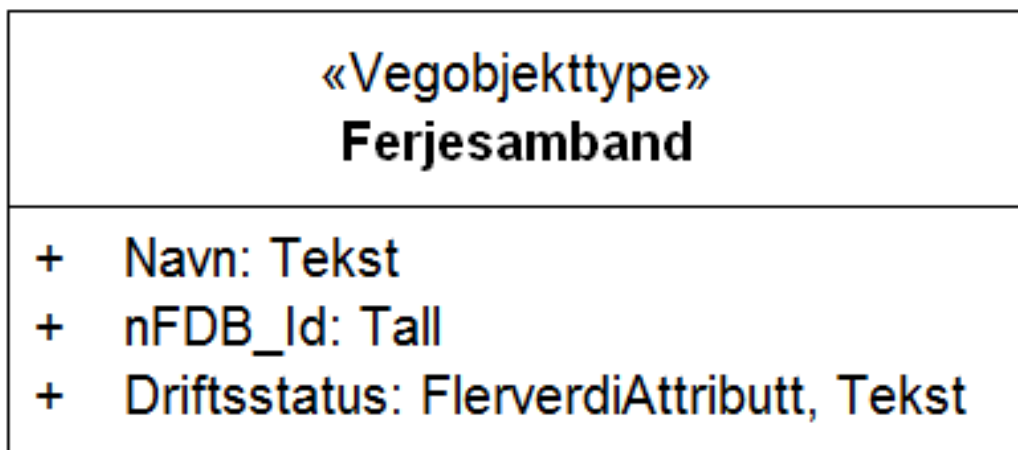 «Vegobjekttype»
Ferjesamband
+ Navn: Tekst
+ nFDB_Id: Tall
+ Driftsstatus: FlerverdiAttributt, Tekst